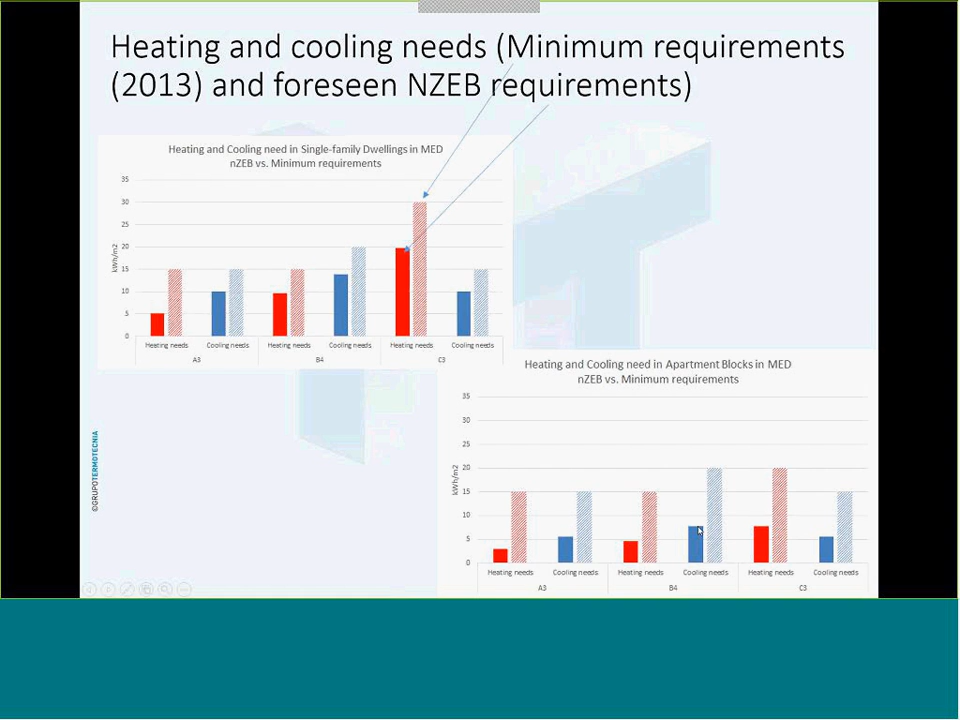 Heating and cooling needs (Minimum requirements
(2013) and foreseen NZEB requirements)
Heating and Cooling need in Single-family Dwellings in MED
nZEB vs. Minimum requirements
35
30
25
20
15
10
5
0
kWh/m2
Heating needs Cooling needs Heating needs Cooling needs Heating needs Cooling needs
A3 B4 C3
Heating and Cooling need in Apartment Blocks in MED
nZEB vs. Minimum requirements
35
30
25
20
15
10
5
0
kWh/m2
Heating needs Cooling needs Heating needs Cooling needs Heating needs Cooling needs
A3 B4 C3
©GRUPOTERMOTECNIA